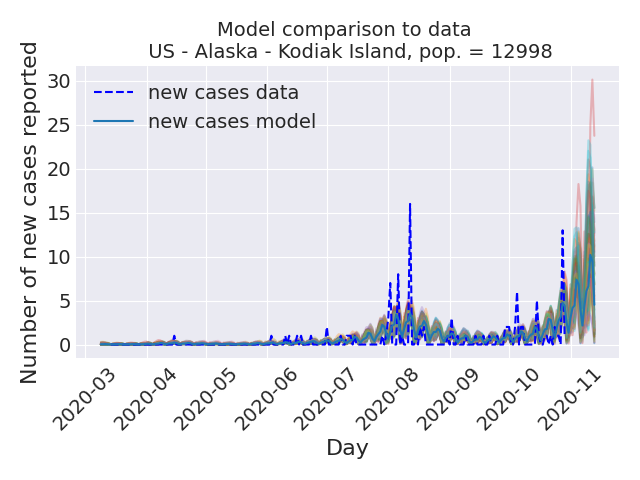 Model comparison to data
US - Alaska - Kodiak Island, pop. = 12998
Number of new cases reported
30
25
20
15
10
5
0
new cases data
new cases model
2020-03
2020-04
2020-05
2020-06
2020-07
2020-08
2020-09
2020-10
2020-11
Day